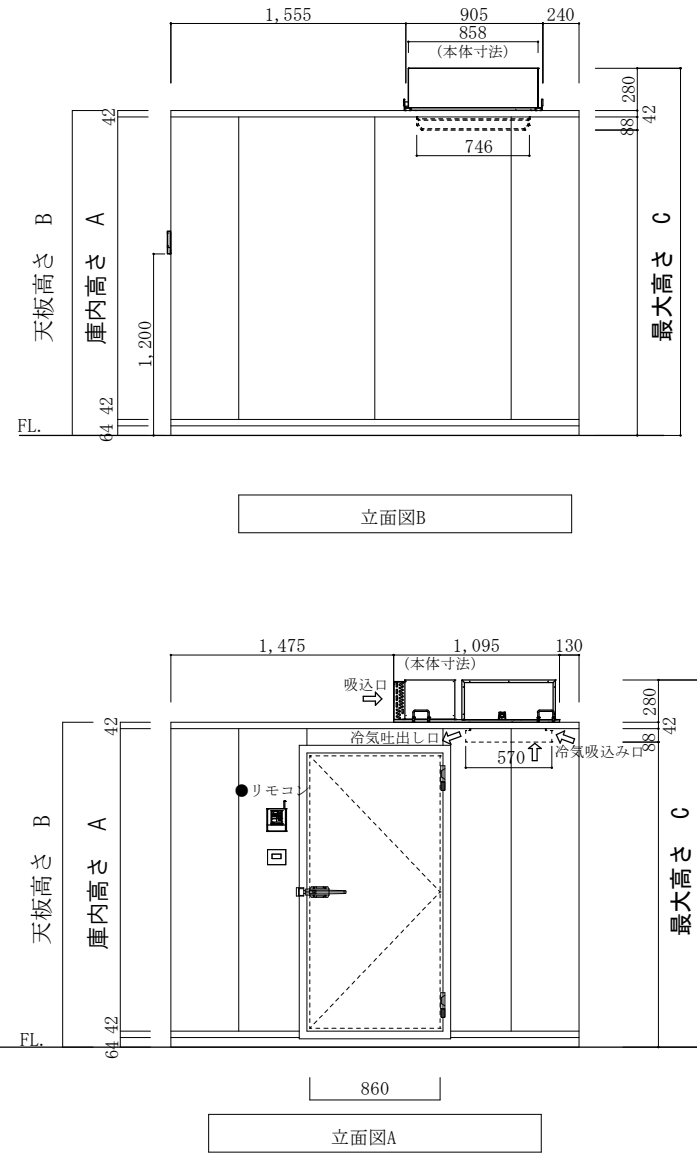 1,555 905 240
858
(本体寸法)
280
42
88
42
746
天板高さ B
庫内高さ A
最大高さ C
1,200
42
64
FL.
立面図B
1,475 1,095 130
(本体寸法)
吸込口
280
42
88
42
冷気吐出し口
冷気吸込み口
570
リモコン
天板高さ B
庫内高さ A
最大高さ C
42
64
FL.
860
立面図A